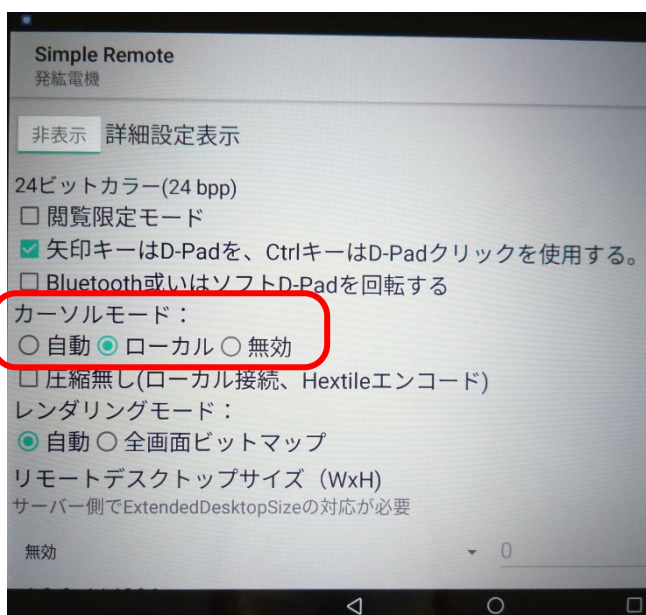 Simple Remote
発紘電機
非表示 詳細設定表示
24ビットカラー(24 bpp)
閲覧限定モード
矢印キーはD-Padを、CtrlキーはD-Padクリックを使用する。
Bluetooth或いはソフトD-Padを回転する
カーソルモード：
自動 ローカル 無効
圧縮無し(ローカル接続、Hextileエンコード)
レンダリングモード：
自動 全画面ビットマップ
リモートデスクトップサイズ（WxH)
サーバー側でExtendedDesktopSizeの対応が必要
無効 0